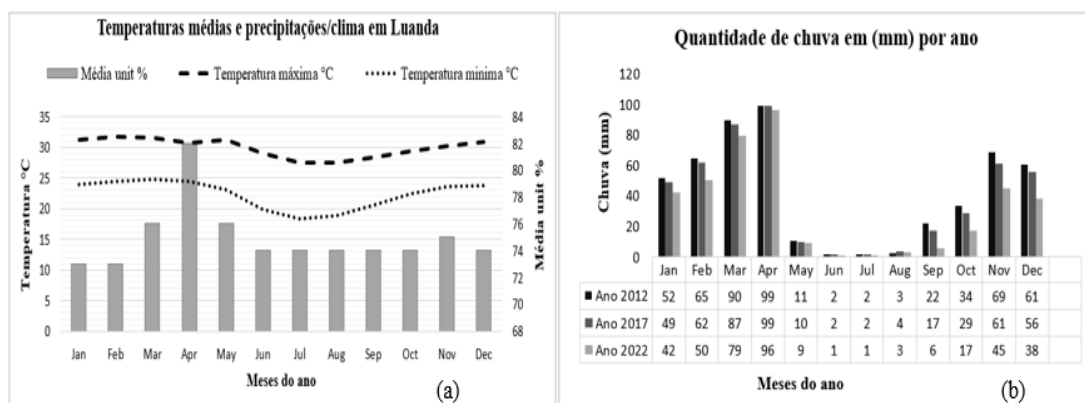 Temperaturas médias e precipitações/clima em Luanda
Média unit %
Temperatura máxima °C
Temperatura minima °C
Temperatura °C
35
30
25
20
15
10
5
0
84
82
80
78
76
74
72
70
68
Média unit %
Jan Feb Mar Apr May Jun Jul Aug Sep Oct Nov Dec
Meses do ano
(a)
Quantidade de chuva em (mm) por ano
Chuva (mm)
120
100
80
60
40
20
0
Jan Feb Mar Apr May Jun Jul Aug Sep Oct Nov Dec
Ano 2012 52 65 90 99 11 2 2 3 22 34 69 61
Ano 2017 49 62 87 99 10 2 2 4 17 29 61 56
Ano 2022 42 50 79 96 9 1 1 3 6 17 45 38
Meses do ano
(b)